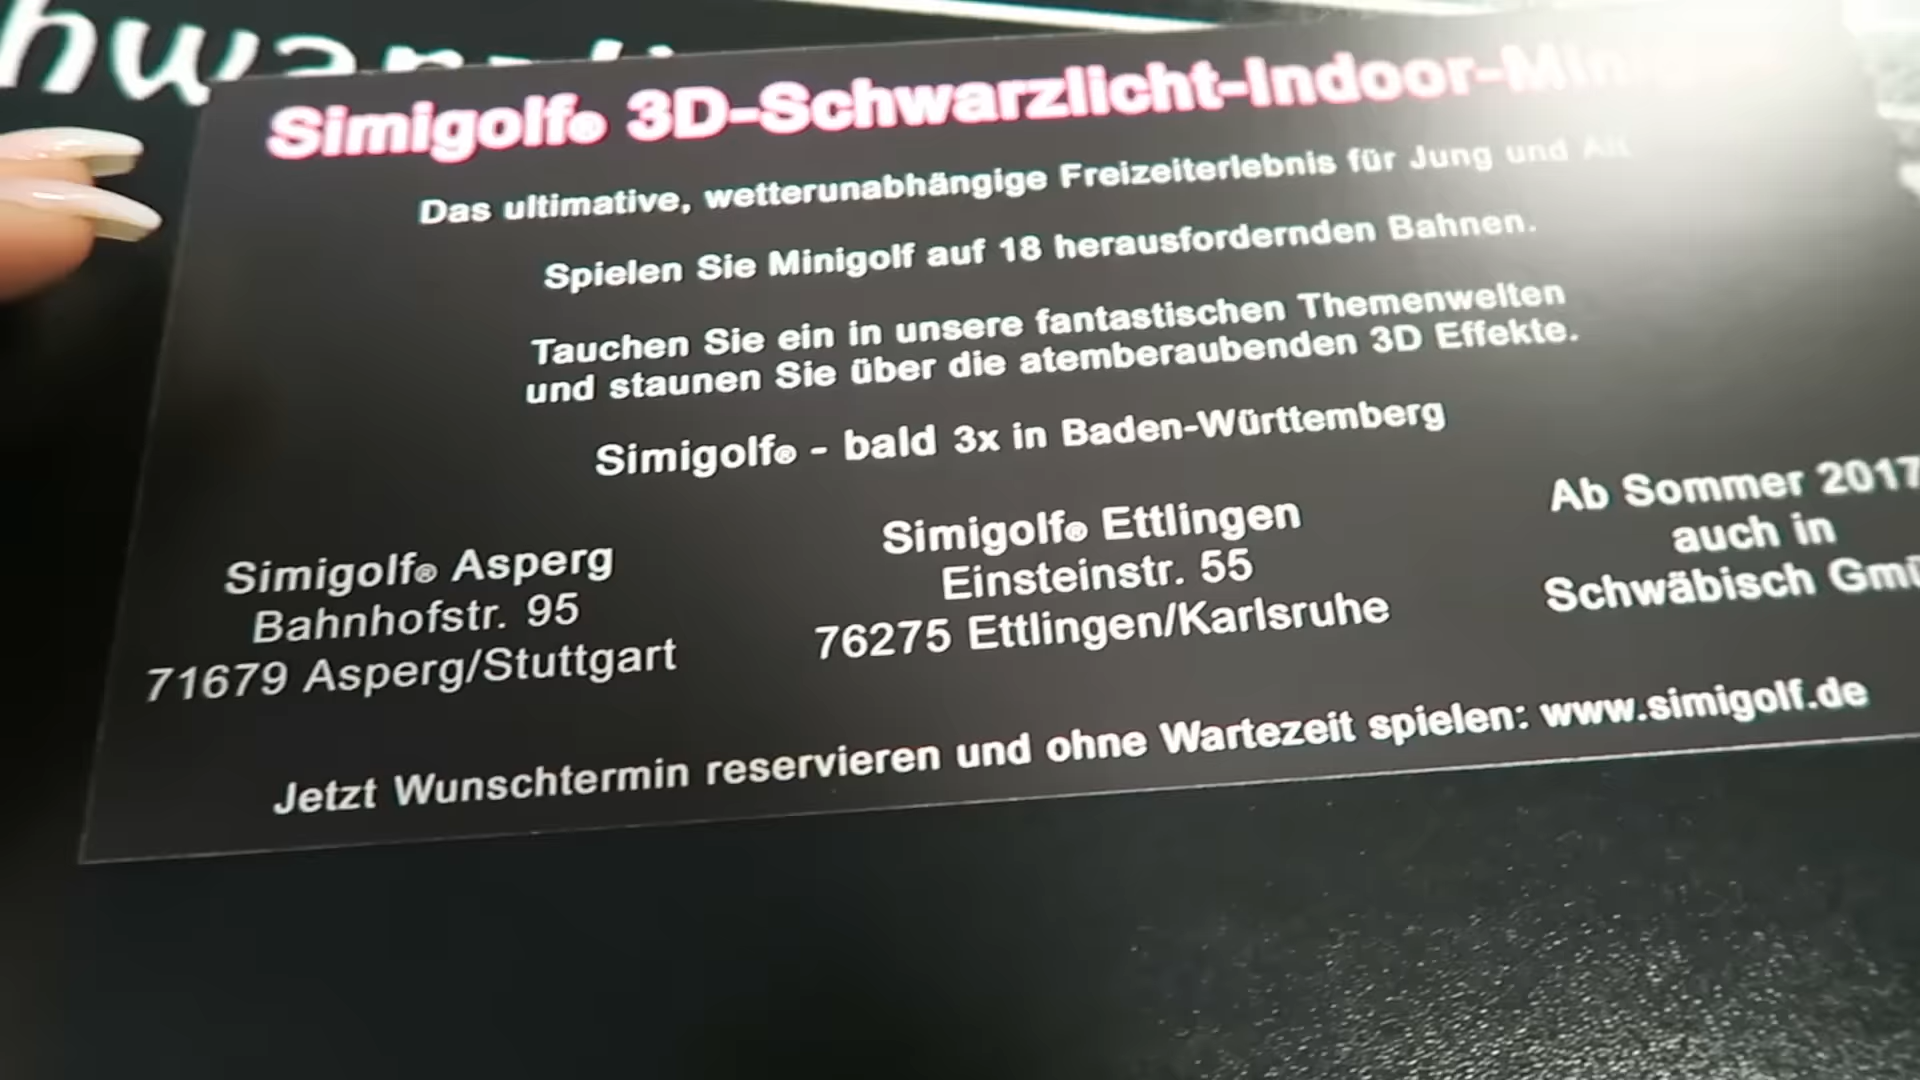 Simigolf® 3D-Schwarzlicht-Indoor-Min
Das ultimative, wetterunabhängige Freizeiterlebnis für Jung und Alt
Spielen Sie Minigolf auf 18 herausfordernden Bahnen.
Tauchen Sie ein in unsere fantastischen Themenwelten
und staunen Sie über die atemberaubenden 3D Effekte.
Simigolf® - bald 3x in Baden-Württemberg
Simigolf® Asperg
Bahnhofstr. 95
71679 Asperg/Stuttgart
Simigolf® Ettlingen
Einsteinstr. 55
76275 Ettlingen/Karlsruhe
Ab Sommer 2017
auch in
Schwäbisch Gmü
Jetzt Wunschtermin reservieren und ohne Wartezeit spielen: www.simigolf.de